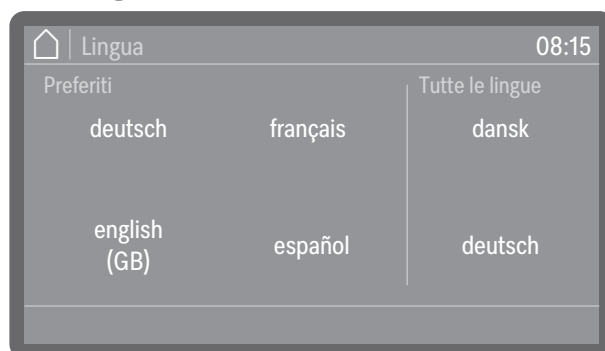 Lingua 08:15
Preferiti
Tutte le lingue
deutsch français dansk
english
(GB)
español deutsch